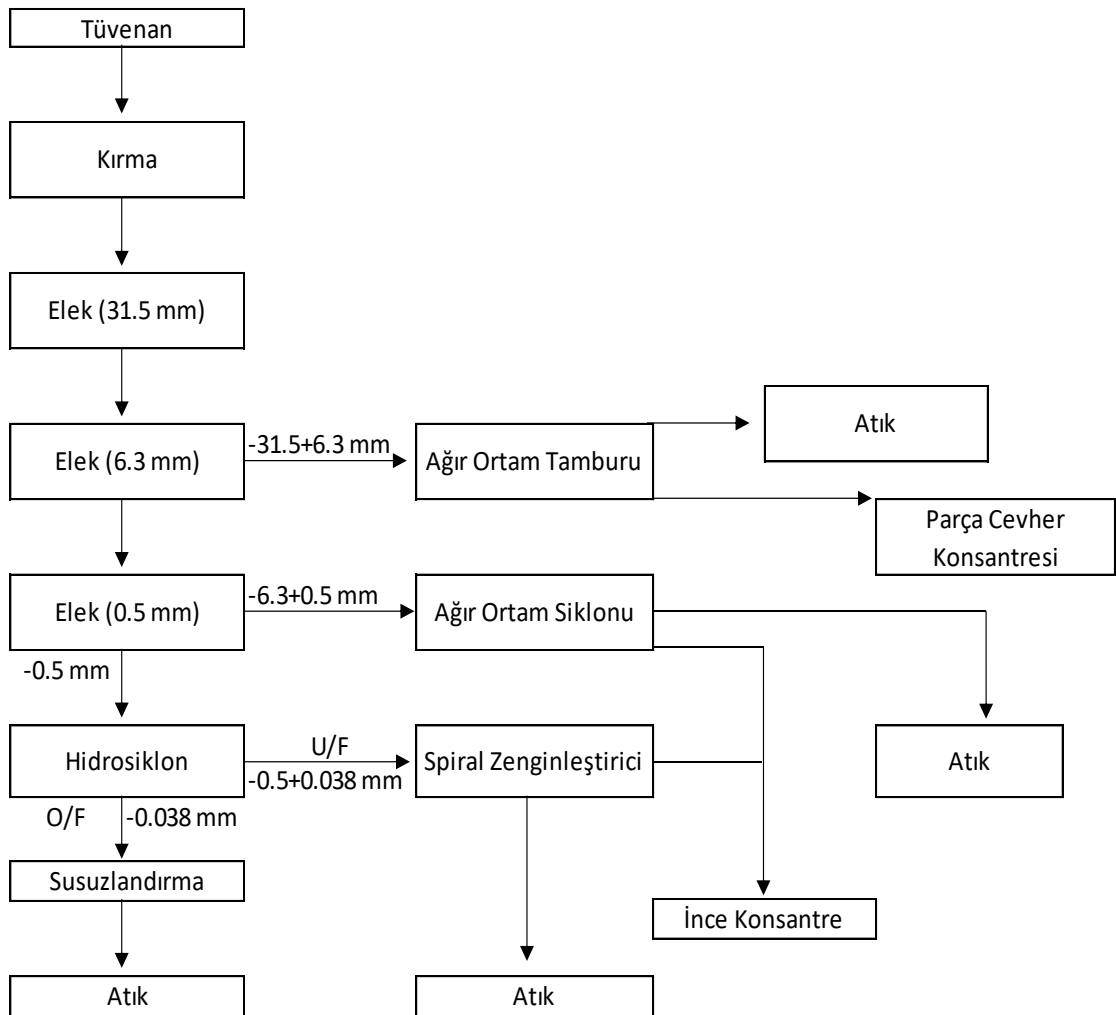 Tüvenan
Kırma
Elek (31.5 mm)
Elek (6.3 mm)
-31.5+6.3 mm
Ağır Ortam Tamburu
Atık
Parça Cevher
Konsantresi
Elek (0.5 mm)
-6.3+0.5 mm
Ağır Ortam Siklonu
-0.5 mm
Hidrosiklon
U/F
-0.5+0.038 mm
Spiral Zenginleştirici
Atık
O/F
-0.038 mm
Susuzlandırma
İnce Konsantre
Atık
Atık